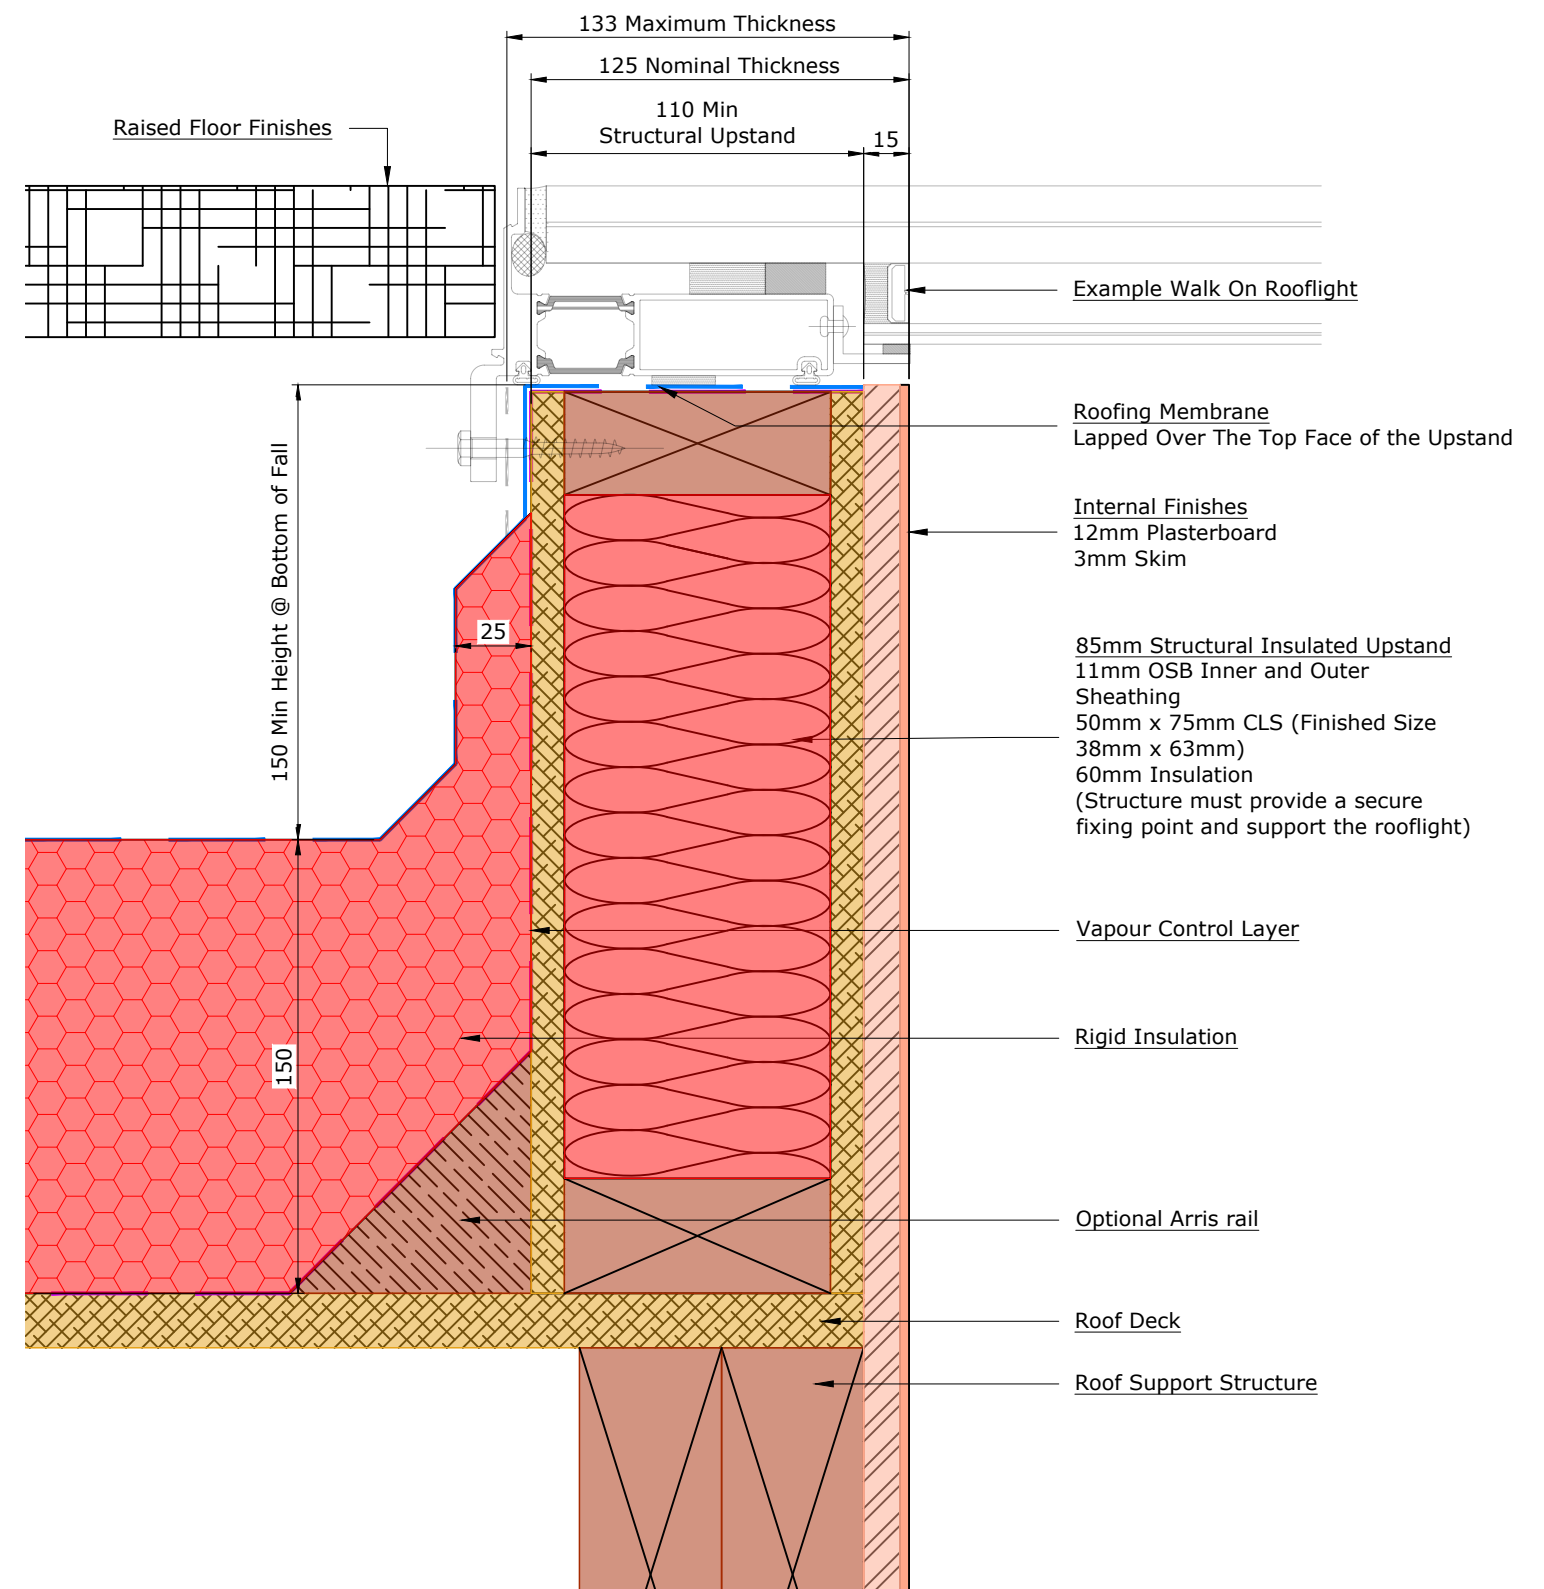 133 Maximum Thickness
125 Nominal Thickness
110 Min
Structural Upstand
15
Raised Floor Finishes
Example Walk On Rooflight
Roofing Membrane
Lapped Over The Top Face of the Upstand
150 Min Height @ Bottom of Fall
Internal Finishes
12mm Plasterboard
3mm Skim
25
85mm Structural Insulated Upstand
11mm OSB Inner and Outer
Sheathing
50mm x 75mm CLS (Finished Size
38mm x 63mm)
60mm Insulation
(Structure must provide a secure
fixing point and support the rooflight)
Vapour Control Layer
Rigid Insulation
150
Optional Arris rail
Roof Deck
Roof Support Structure